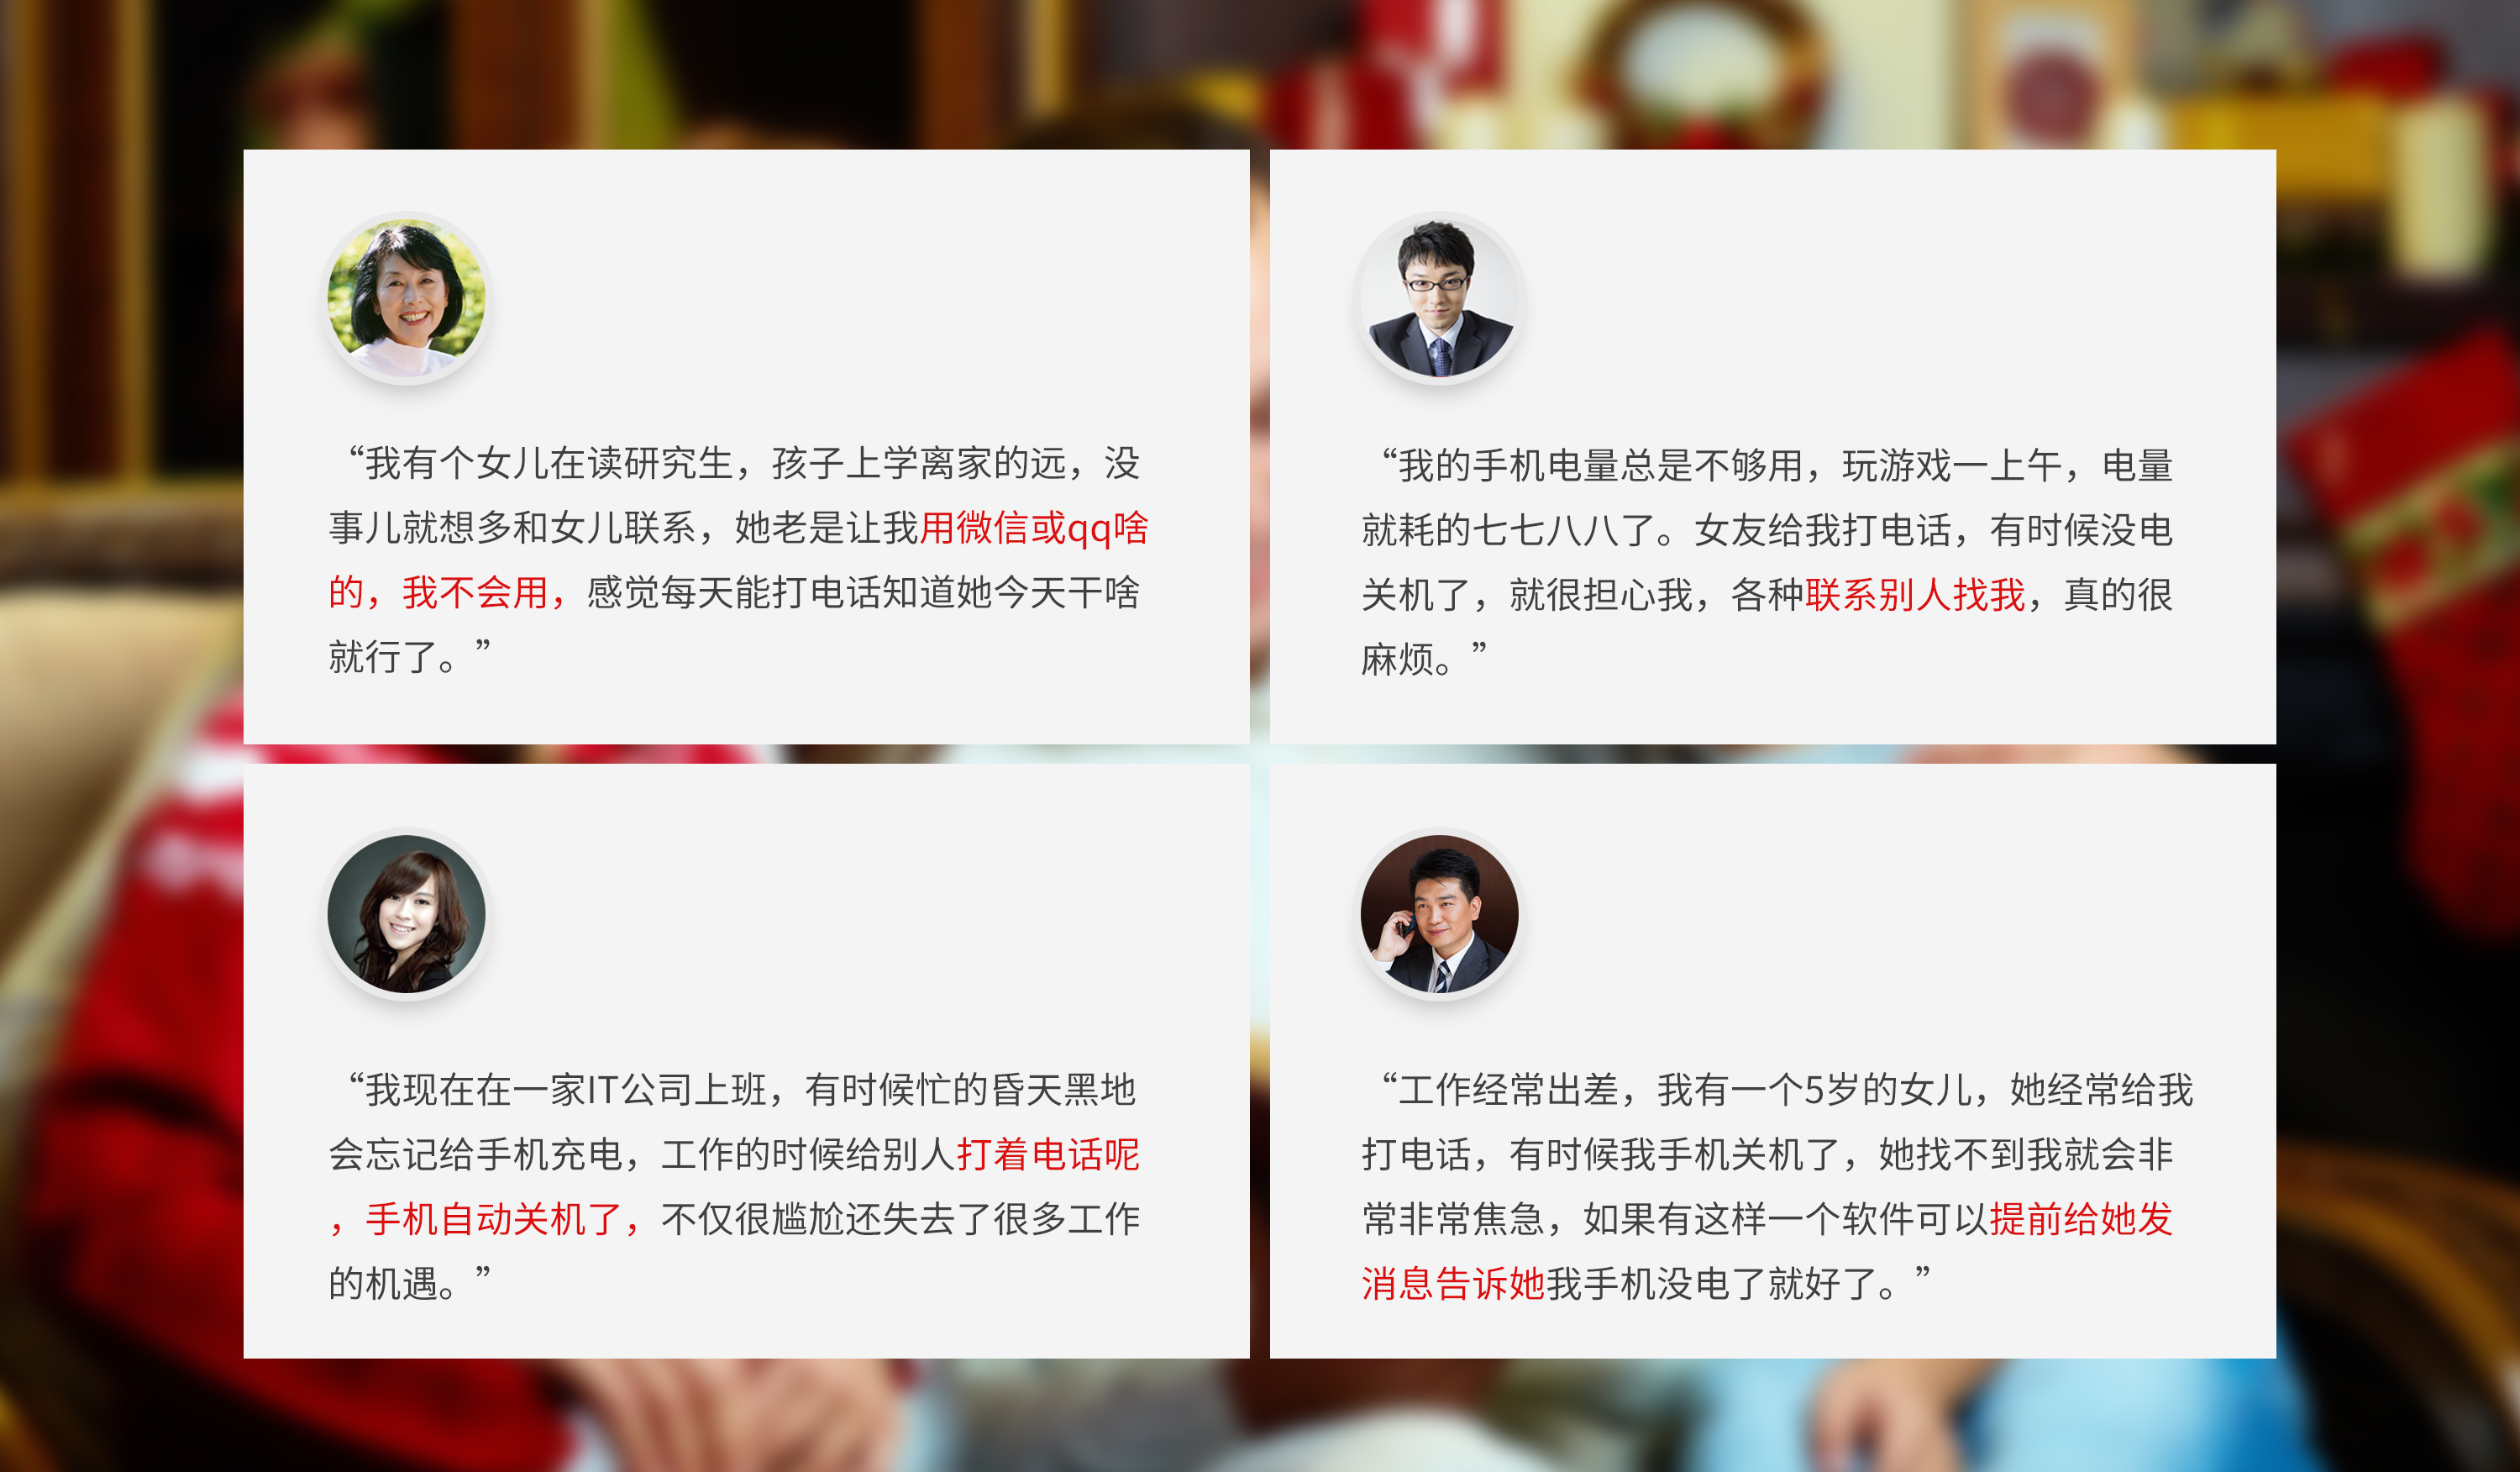 “我有个女儿在读研究生，孩子上学离家的远，没
事儿就想多和女儿联系，她老是让我用微信或qq啥
的，我不会用，感觉每天能打电话知道她今天干啥
就行了。”
“我的手机电量总是不够用，玩游戏一上午，电量
就耗的七七八八了。女友给我打电话，有时候没电
关机了，就很担心我，各种联系别人找我，真的很
麻烦。”
“我现在在一家IT公司上班，有时候忙的昏天黑地
会忘记给手机充电，工作的时候给别人打着电话呢
，手机自动关机了，不仅很尴尬还失去了很多工作
的机遇。”
“工作经常出差，我有一个5岁的女儿，她经常给我
打电话，有时候我手机关机了，她找不到我就会非
常非常焦急，如果有这样一个软件可以提前给她发
消息告诉她我手机没电了就好了。”